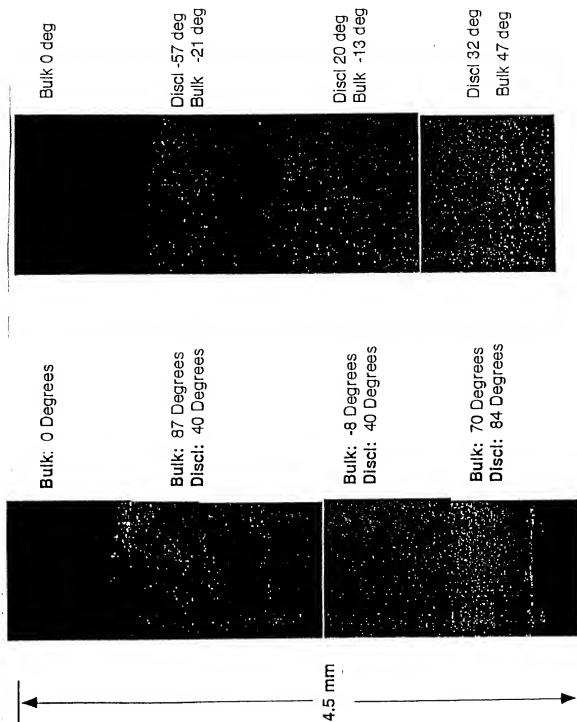 Bulk 0 deg
Discl -57 deg
Bulk -21 deg
Discl 20 deg
Bulk -13 deg
Discl 32 deg
Bulk 47 deg
Bulk: 0 Degrees
Bulk: 87 Degrees
Discl: 40 Degrees
Bulk: -8 Degrees
Discl: 40 Degrees
Bulk: 70 Degrees
Discl: 84 Degrees
4.5 mm